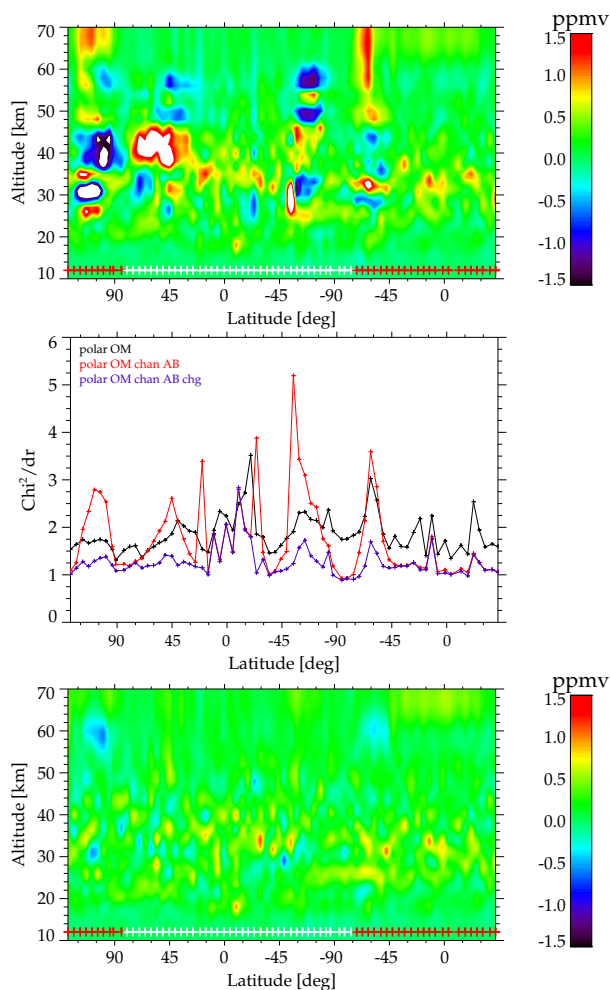 ppmv
70
60
50
40
30
20
10
Altitude [km]
1.5
1.0
0.5
0.0
-0.5
-1.0
-1.5
90 45 0 -45 -90 -45 0
Latitude [deg]
6
5
4
3
2
1
0
Chi²/dr
polar OM
polar OM chan AB
polar OM chan AB chg
90 45 0 -45 -90 -45 0
Latitude [deg]
ppmv
70
60
50
40
30
20
10
Altitude [km]
1.5
1.0
0.5
0.0
-0.5
-1.0
-1.5
90 45 0 -45 -90 -45 0
Latitude [deg]